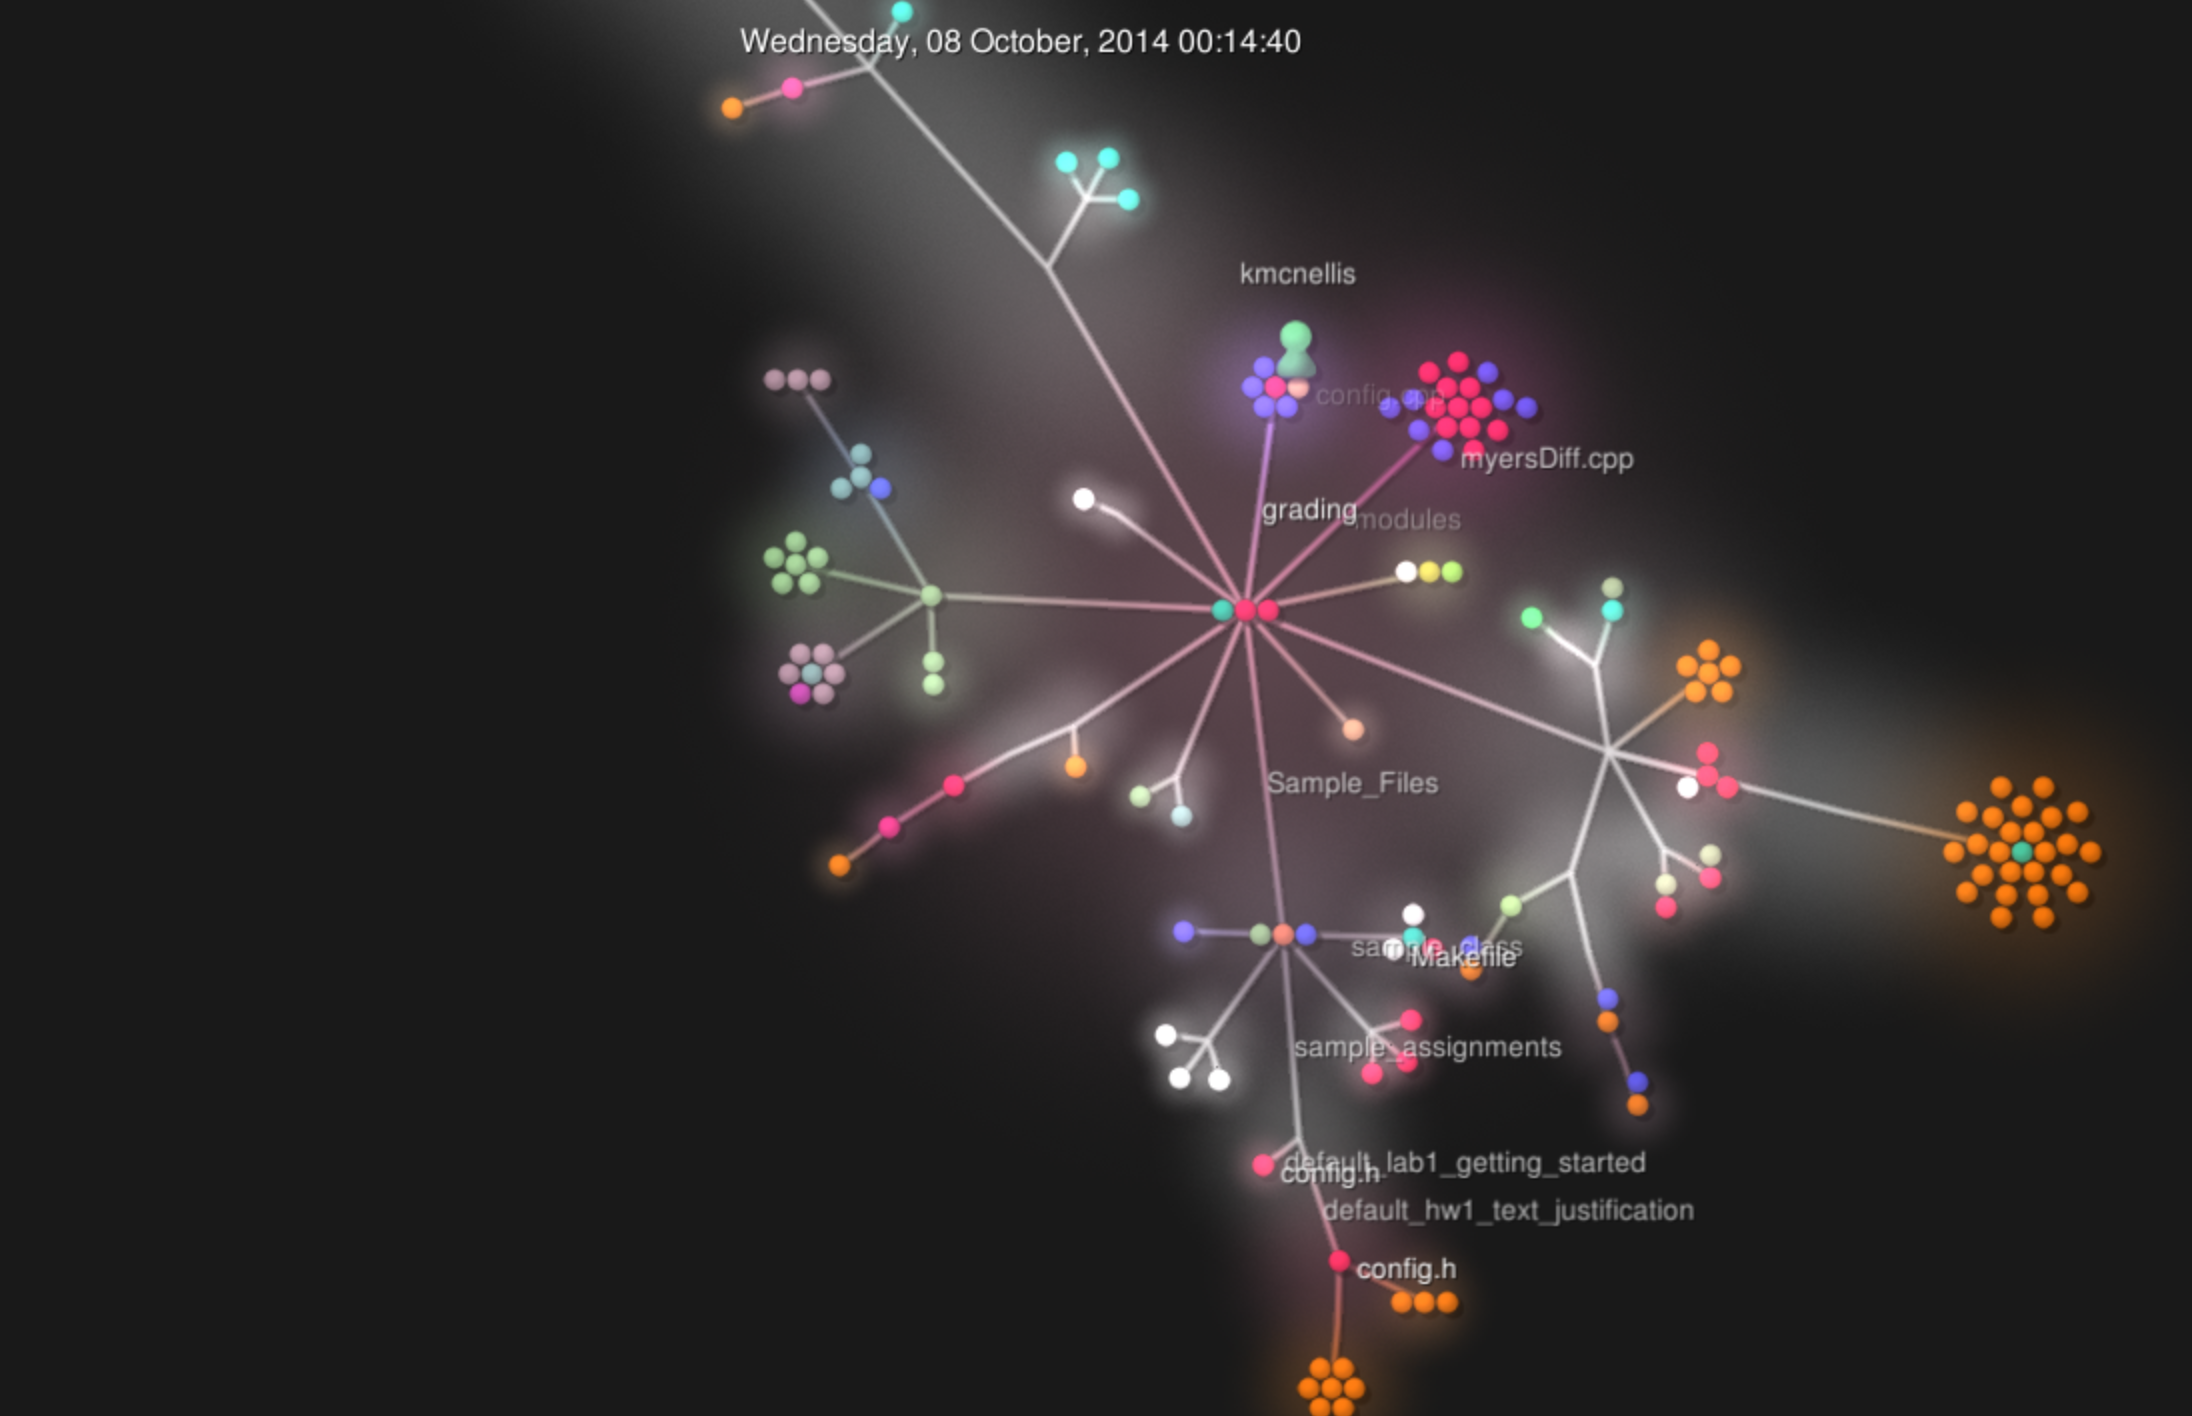 Wednesday, 08 October, 2014 00:14:40
kmcnellis
config.cpp
myersDiff.cpp
grading
modules
Sample_Files
sample_class
Makefile
sample_assignments
default_lab1_getting_started
config.h
default_hw1_text_justification
config.h